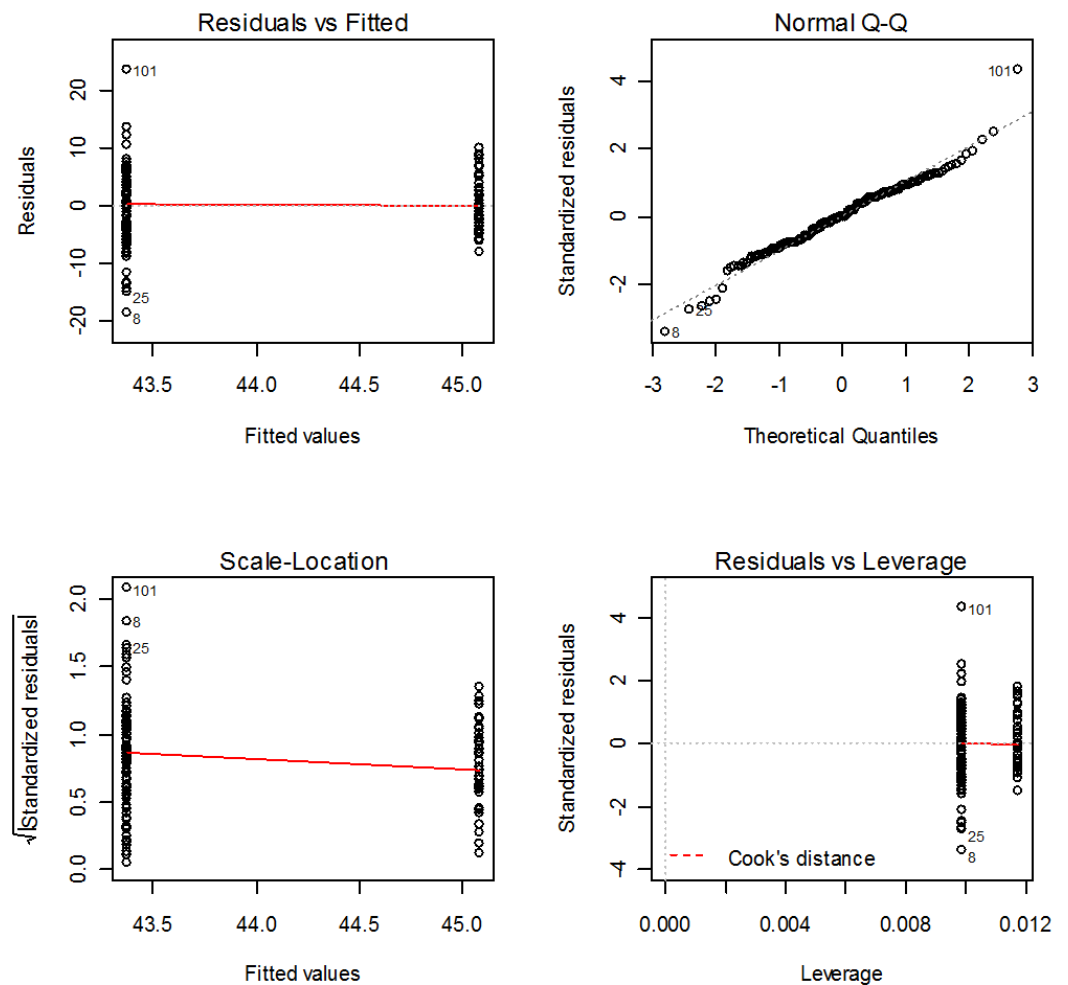 Residuals vs Fitted
Residuals
20
10
0
-10
-20
101
25
8
43.5 44.0 44.5 45.0
Fitted values
Normal Q-Q
Standardized residuals
4
2
0
-2
101
25
8
-3 -2 -1 0 1 2 3
Theoretical Quantiles
Scale-Location
√|Standardized residuals|
2.0
1.5
1.0
0.5
0.0
101
8
25
43.5 44.0 44.5 45.0
Fitted values
Residuals vs Leverage
Standardized residuals
4
2
0
-2
-4
101
25
8
Cook's distance
0.000 0.004 0.008 0.012
Leverage